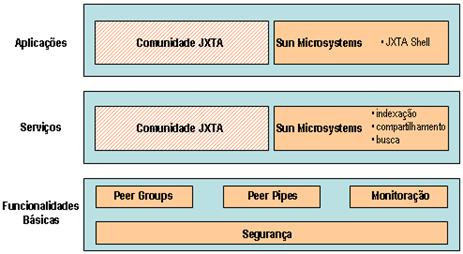 Aplicações
Comunidade JXTA
Sun Microsystems
• JXTA Shell
Serviços
Comunidade JXTA
Sun Microsystems
• indexação
• compartilhamento
• busca
Funcionalidades
Básicas
Peer Groups
Peer Pipes
Monitoração
Segurança